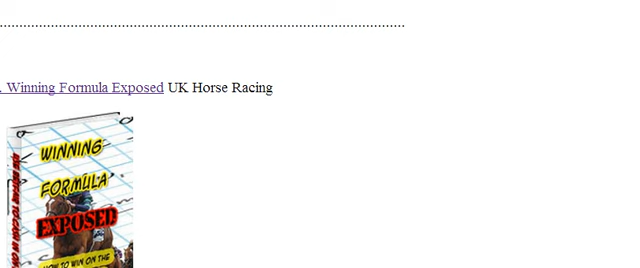 . Winning Formula Exposed UK Horse Racing
WINNING
FORMULA
EXPOSED
HOW TO WIN ON THE